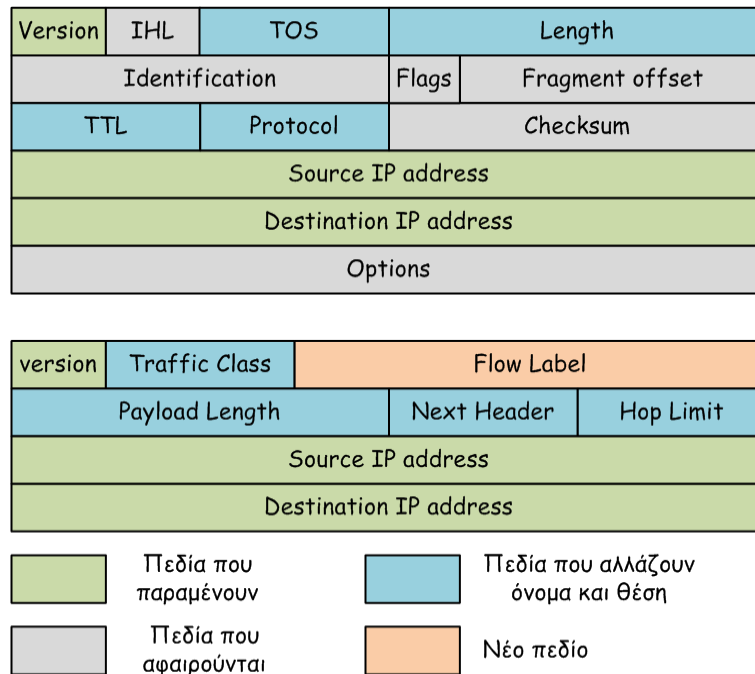 Version IHL TOS Length
Identification Flags Fragment offset
TTL Protocol Checksum
Source IP address
Destination IP address
Options
version Traffic Class Flow Label
Payload Length Next Header Hop Limit
Source IP address
Destination IP address
Πεδία που
παραμένουν
Πεδία που αλλάζουν
όνομα και θέση
Πεδία που
αφαιρούνται
Νέο πεδίο